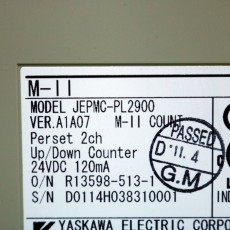 M-II
MODEL JEPMC-PL2900
VER.A1A07 M-II COUNT
Perset 2ch
Up/Down Counter
24VDC 120mA
O/N R13598-513-1
S/N D0114H038310001
PASSED
D '11. 4
G.M
YASKAWA ELECTRIC CORPO